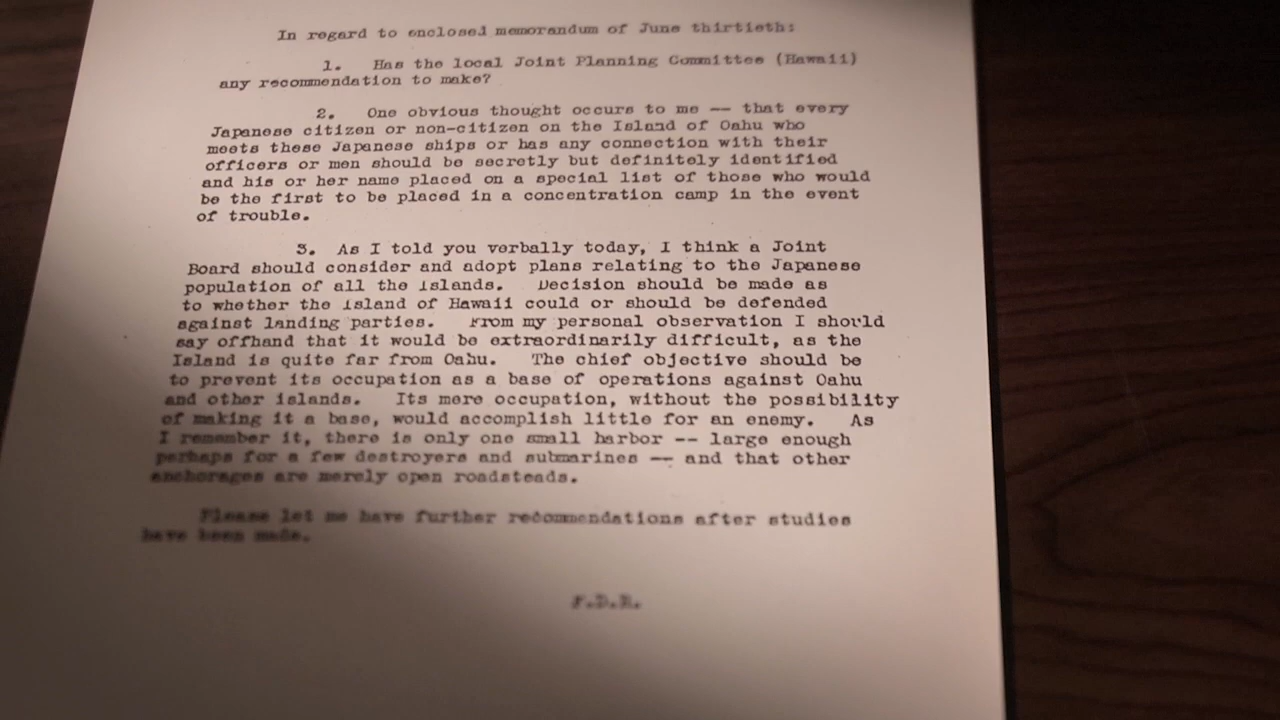 In regard to enclosed memorandum of June thirtieth:
1. Has the local Joint Planning Committee (Hawaii)
any recommendation to make?
2. One obvious thought occurs to me -- that every
Japanese citizen or non-citizen on the Island of Oahu who
meets these Japanese ships or has any connection with their
officers or men should be secretly but definitely identified
and his or her name placed on a special list of those who would
be the first to be placed in a concentration camp in the event
of trouble.
3. As I told you verbally today, I think a Joint
Board should consider and adopt plans relating to the Japanese
population of all the islands. Decision should be made as
to whether the island of Hawaii could or should be defended
against landing parties. From my personal observation I should
say offhand that it would be extraordinarily difficult, as the
Island is quite far from Oahu. The chief objective should be
to prevent its occupation as a base of operations against Oahu
and other islands. Its mere occupation, without the possibility
of making it a base, would accomplish little for an enemy. As
I remember it, there is only one small harbor -- large enough
perhaps for a few destroyers and submarines -- and that other
anchorages are merely open roadsteads.
Please let me have further recommendations after studies
have been made.
F.D.R.